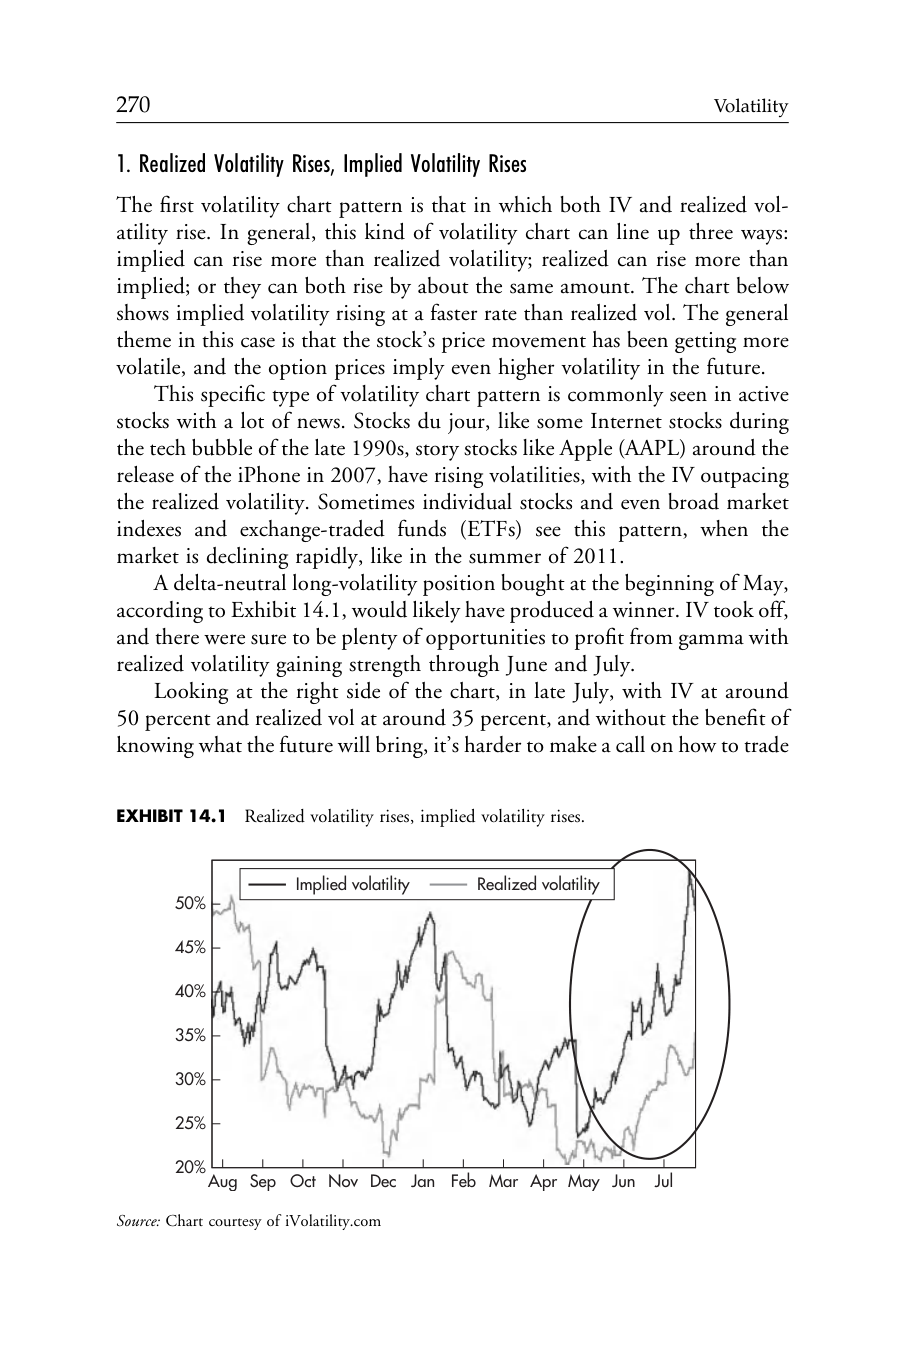 270 Volatility
1. Realized Volatility Rises, Implied Volatility Rises
The first volatility chart pattern is that in which both IV and realized vol-
atility rise. In general, this kind of volatility chart can line up three ways:
implied can rise more than realized volatility; realized can rise more than
implied; or they can both rise by about the same amount. The chart below
shows implied volatility rising at a faster rate than realized vol. The general
theme in this case is that the stock’s price movement has been getting more
volatile, and the option prices imply even higher volatility in the future.
This specific type of volatility chart pattern is commonly seen in active
stocks with a lot of news. Stocks du jour, like some Internet stocks during
the tech bubble of the late 1990s, story stocks like Apple (AAPL) around the
release of the iPhone in 2007, have rising volatilities, with the IV outpacing
the realized volatility. Sometimes individual stocks and even broad market
indexes and exchange-traded funds (ETFs) see this pattern, when the
market is declining rapidly, like in the summer of 2011.
A delta-neutral long-volatility position bought at the beginning of May,
according to Exhibit 14.1, would likely have produced a winner. IV took off,
and there were sure to be plenty of opportunities to profit from gamma with
realized volatility gaining strength through June and July.
Looking at the right side of the chart, in late July, with IV at around
50 percent and realized vol at around 35 percent, and without the benefit of
knowing what the future will bring, it’s harder to make a call on how to trade
EXHIBIT 14.1 Realized volatility rises, implied volatility rises.
Implied volatility Realized volatility
50%
45%
40%
35%
30%
25%
20%
Aug Sep Oct Nov Dec Jan Feb Mar Apr May Jun Jul
Source: Chart courtesy of iVolatility.com